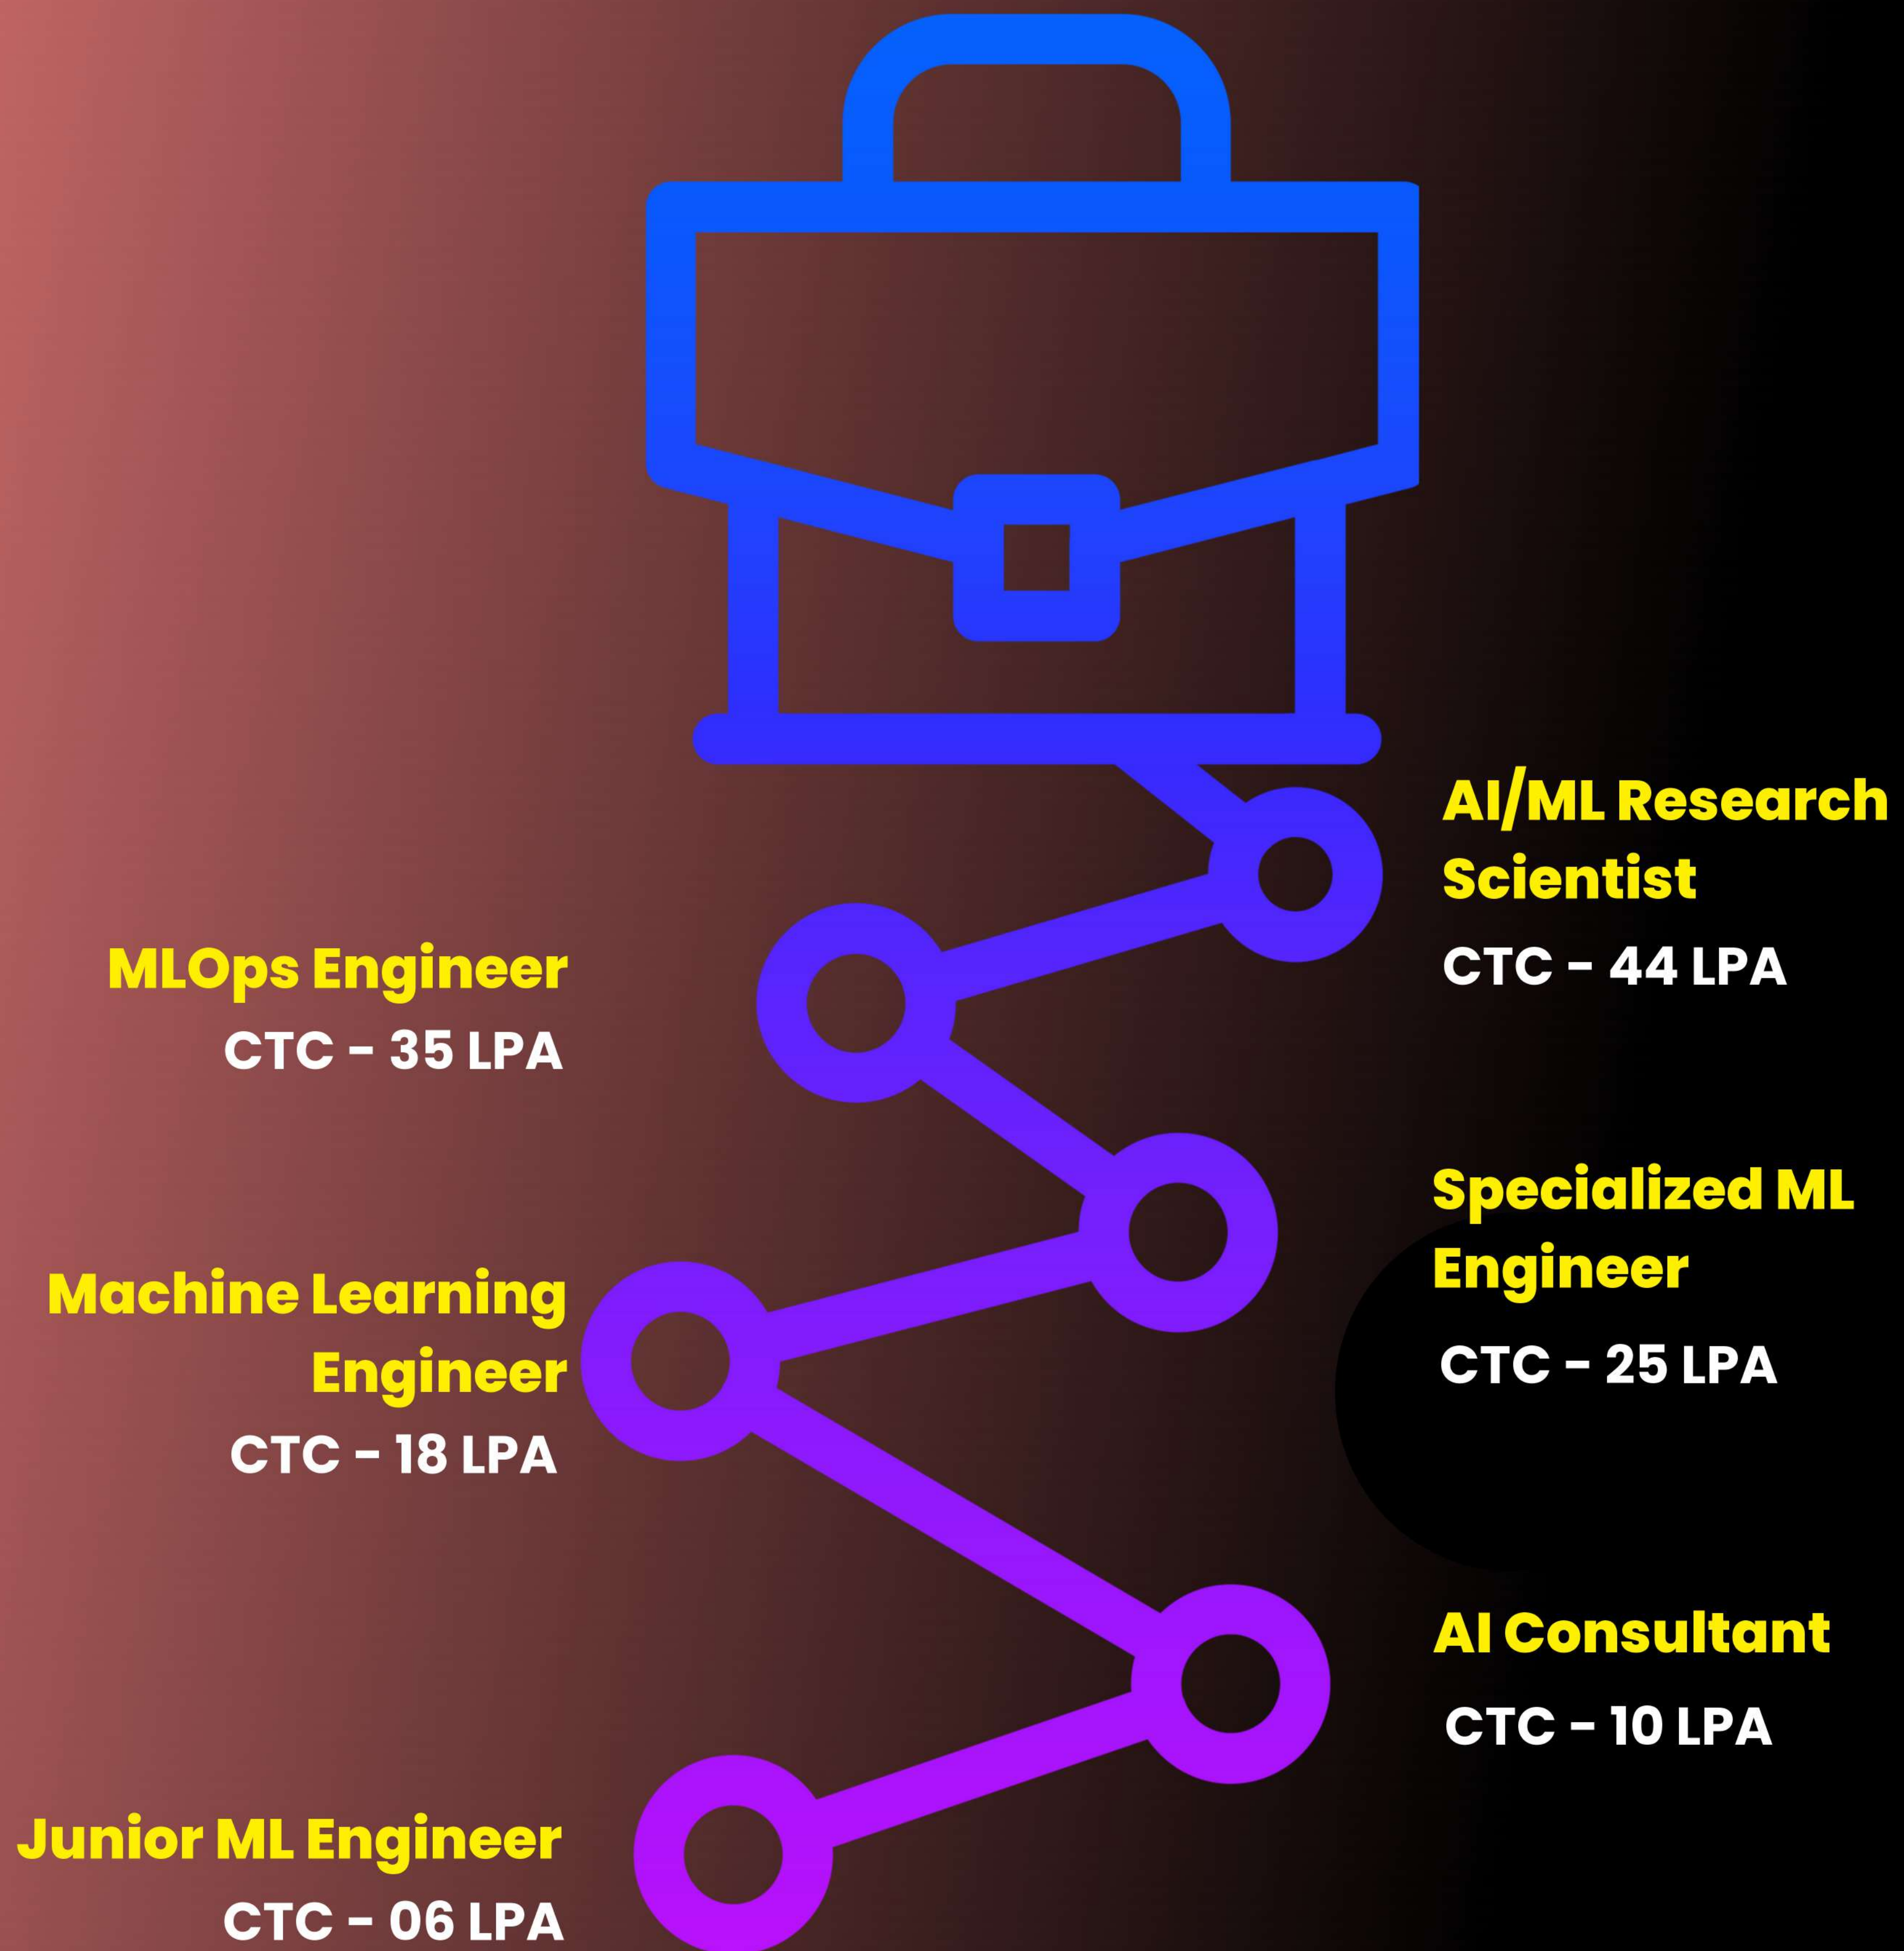 AI/ML Research
Scientist
CTC - 44 LPA
MLOps Engineer
CTC - 35 LPA
Specialized ML
Engineer
CTC - 25 LPA
Machine Learning
Engineer
CTC - 18 LPA
AI Consultant
CTC - 10 LPA
Junior ML Engineer
CTC - 06 LPA